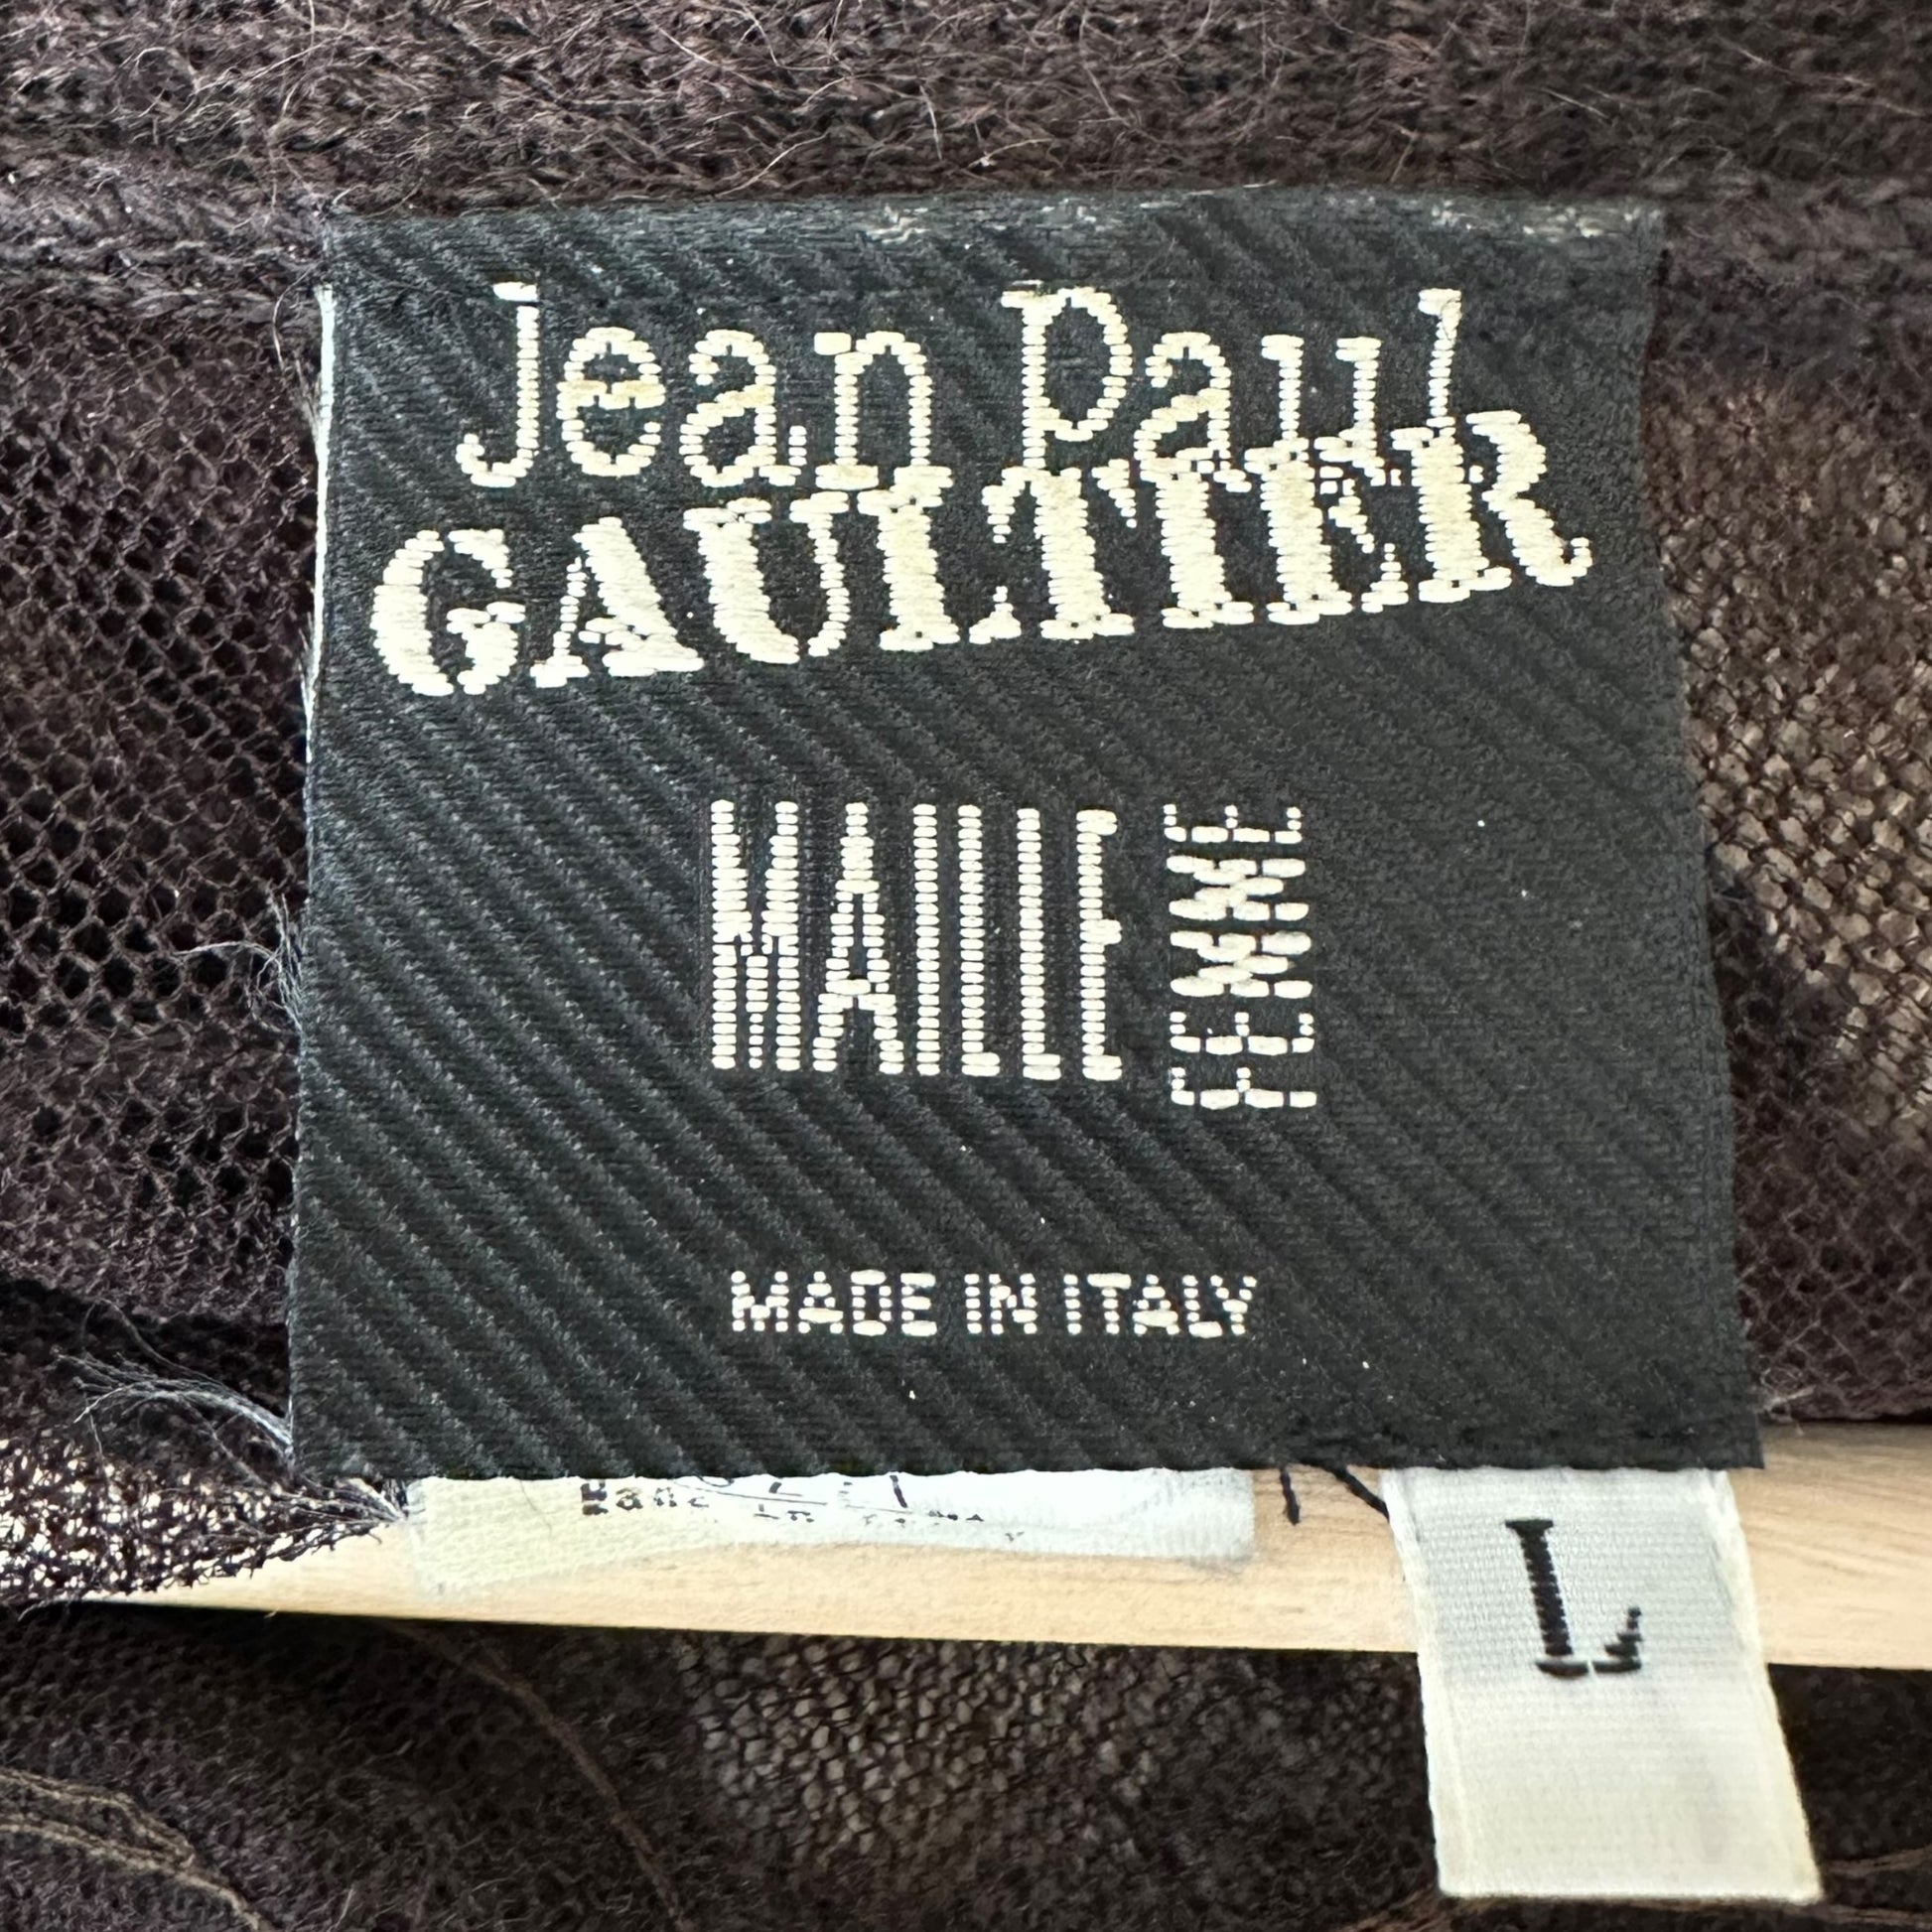 Jean Paul
GAULTIER
MAILLE
FEMME
MADE IN ITALY
L